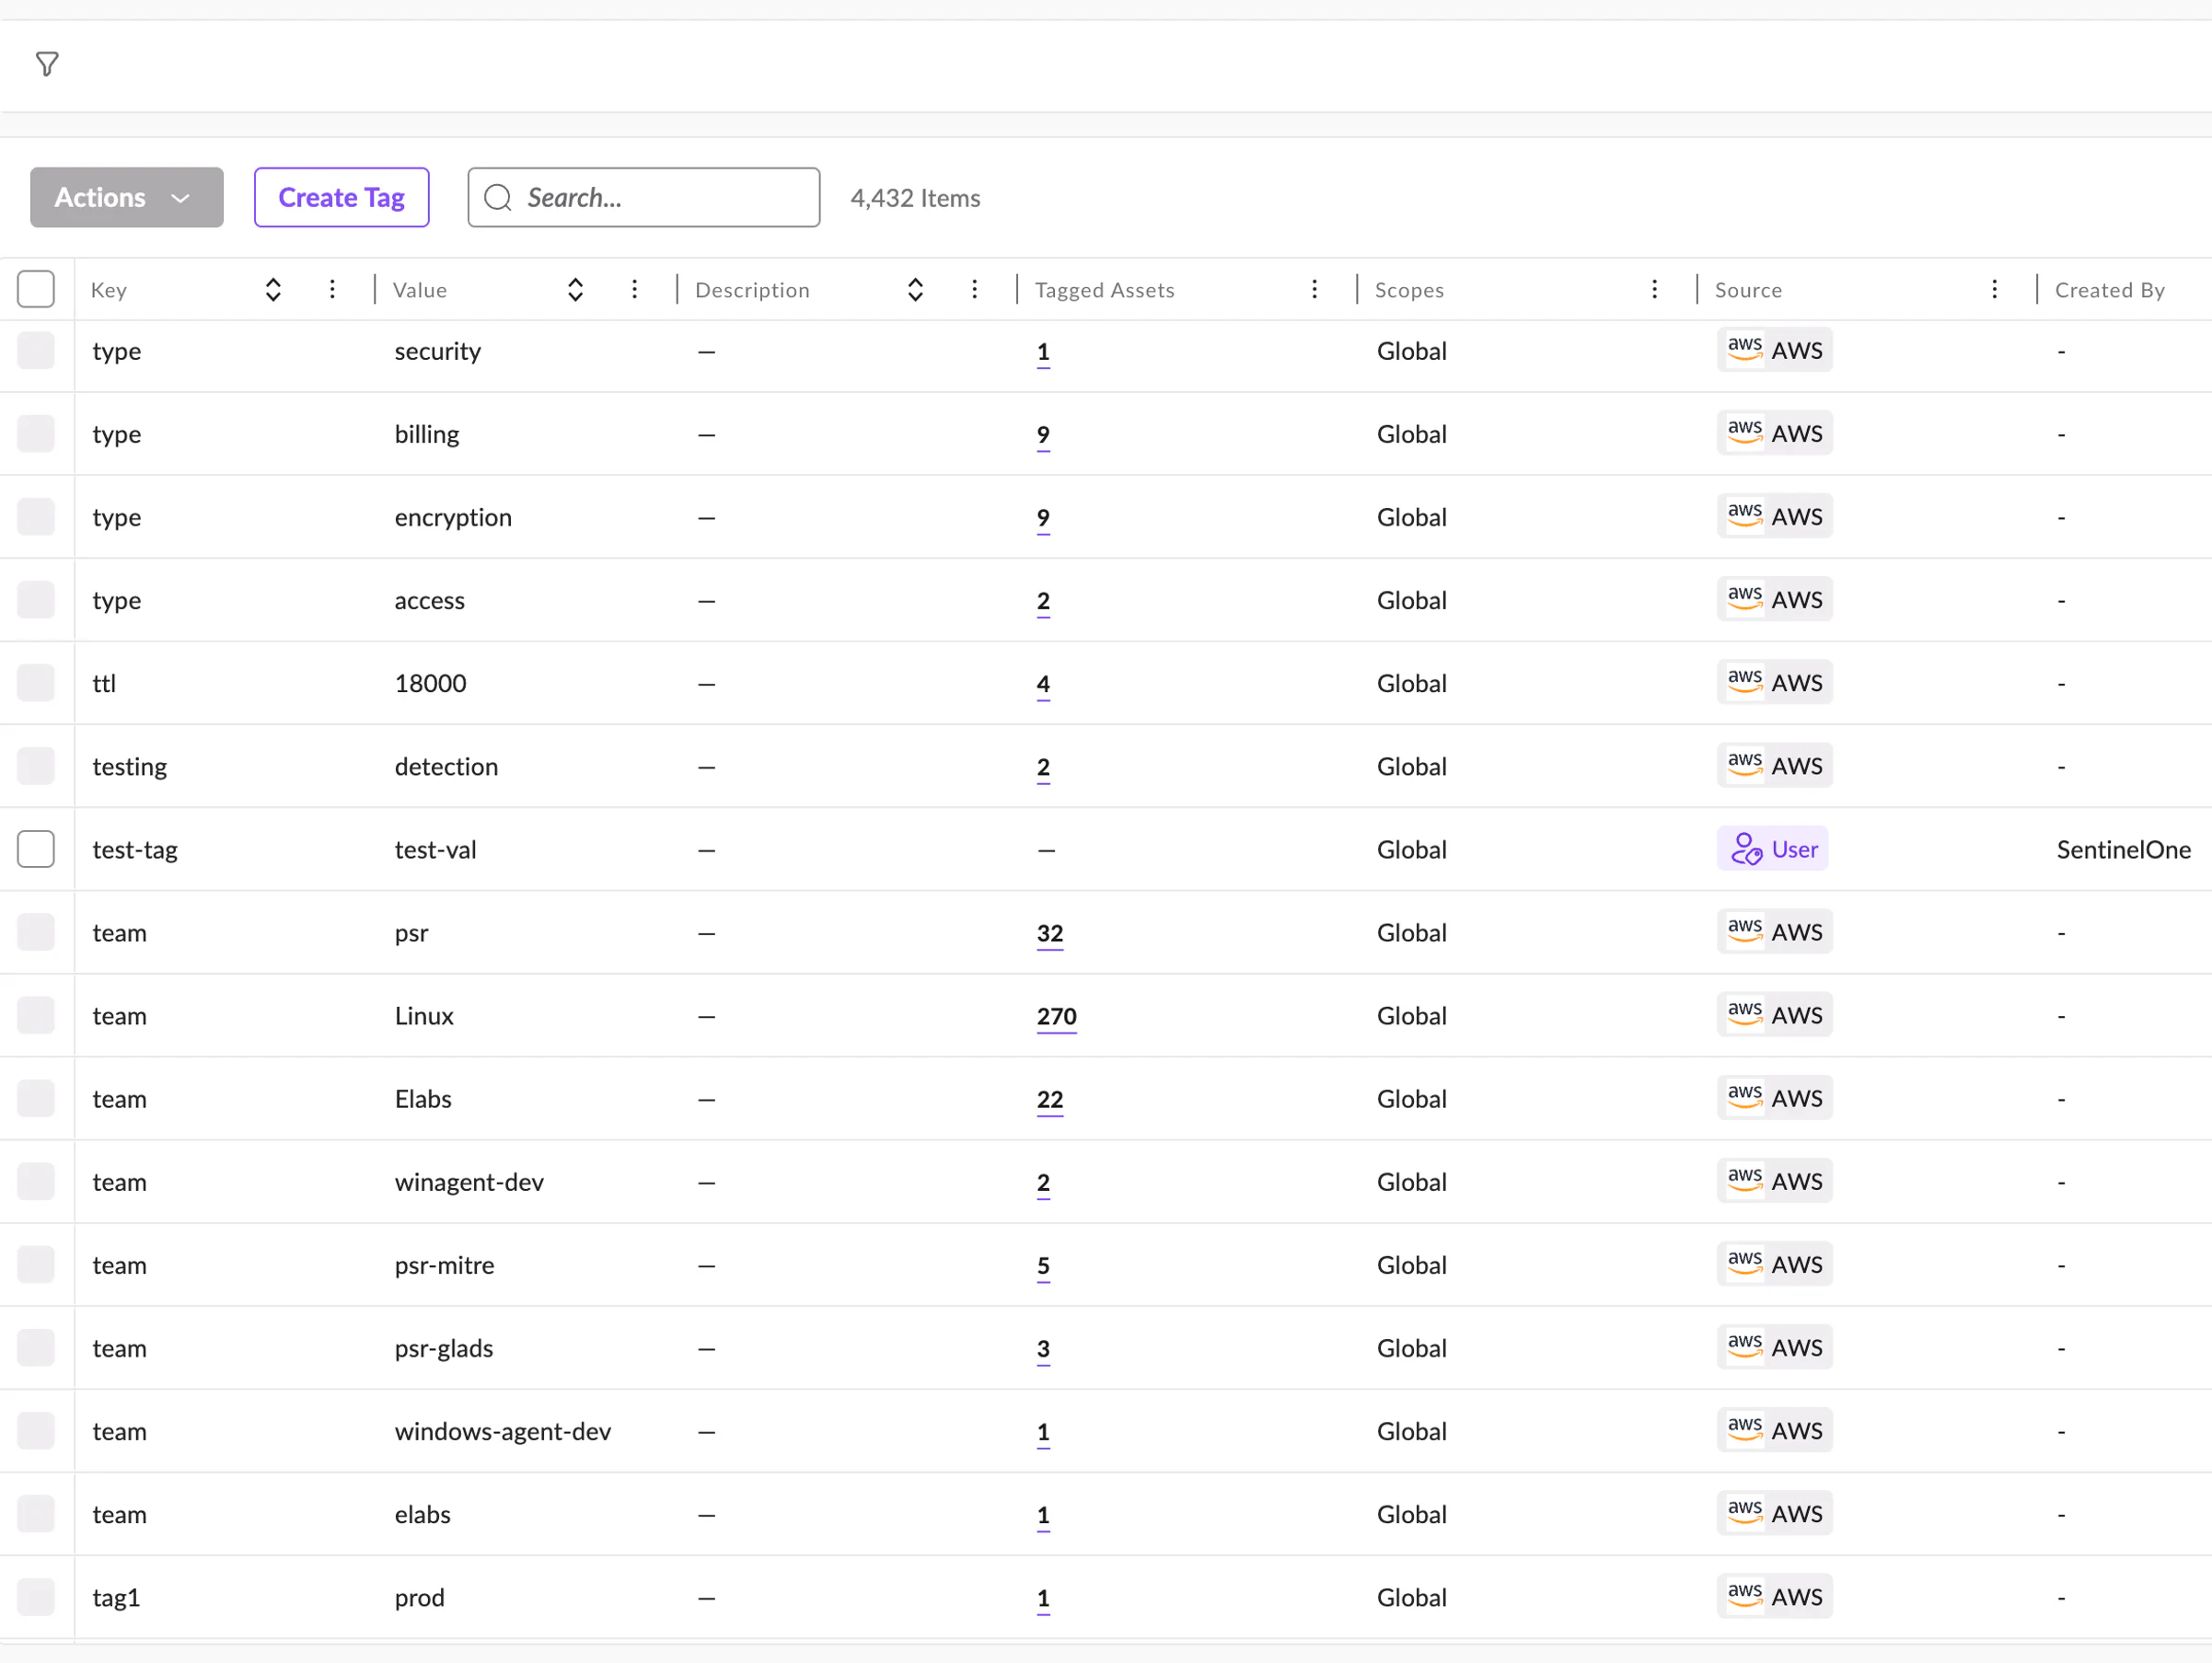 Actions Create Tag Search... 4,432 Items
Key Value Description Tagged Assets Scopes Source Created By
type security — 1 Global aws AWS -
type billing — 9 Global aws AWS -
type encryption — 9 Global aws AWS -
type access — 2 Global aws AWS -
ttl 18000 — 4 Global aws AWS -
testing detection — 2 Global aws AWS -
test-tag test-val — — Global User SentinelOne
team psr — 32 Global aws AWS -
team Linux — 270 Global aws AWS -
team Elabs — 22 Global aws AWS -
team winagent-dev — 2 Global aws AWS -
team psr-mitre — 5 Global aws AWS -
team psr-glads — 3 Global aws AWS -
team windows-agent-dev — 1 Global aws AWS -
team elabs — 1 Global aws AWS -
tag1 prod — 1 Global aws AWS -